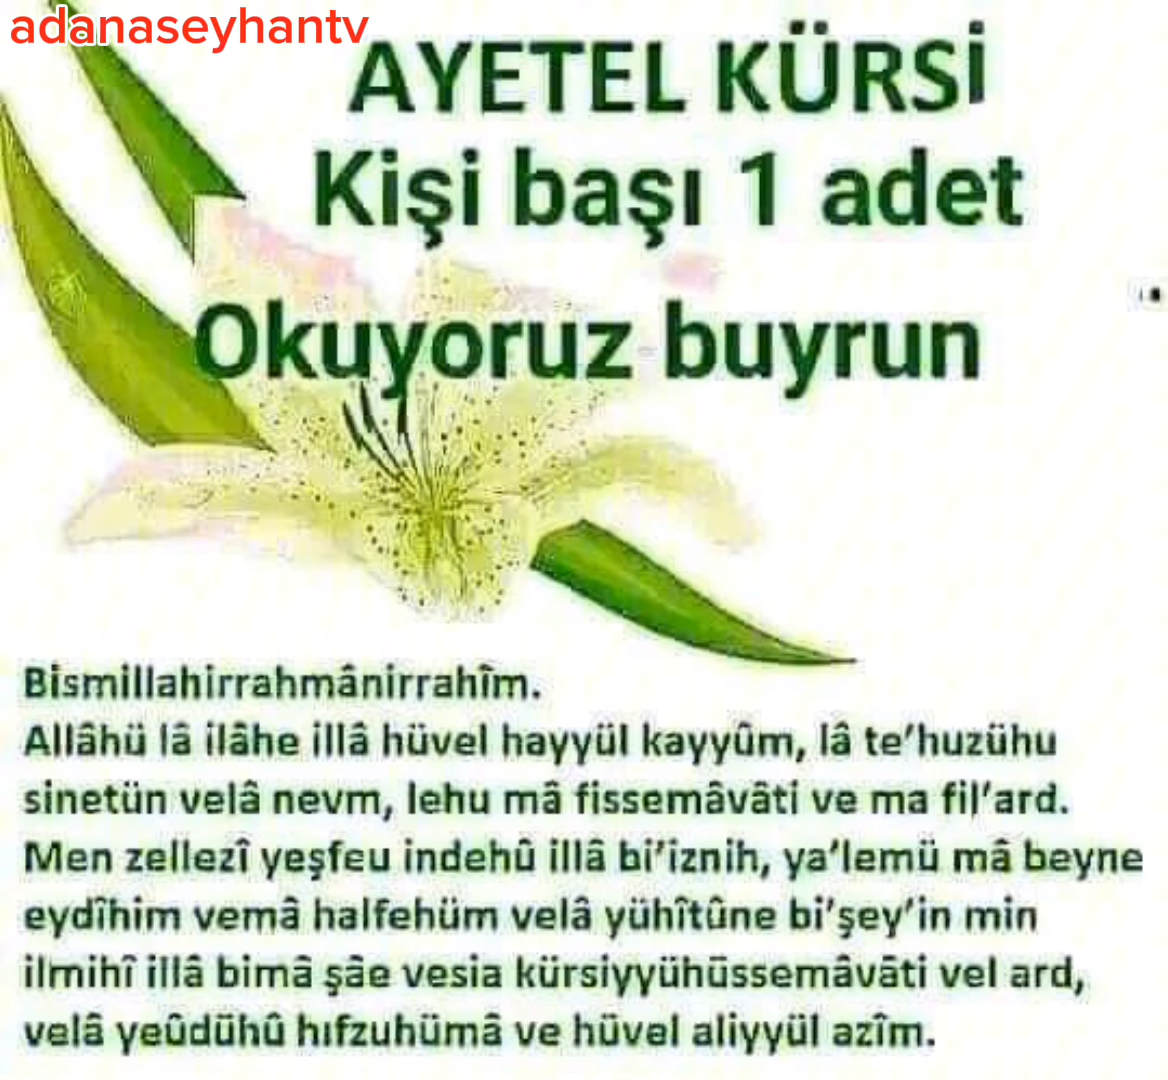 adanaseyhantv
AYETEL KÜRSİ
Kişi başı 1 adet
Okuyoruz buyrun
Bismillahirrahmânirrahîm.
Allâhü lâ ilâhe illâ hüvel hayyül kayyûm, lâ te’huzühu
sinetün velâ nevm, lehu mâ fissemâvâti ve ma fil’ard.
Men zellezî yeşfeu indehû illâ bi’iznih, ya’lemü mâ beyne
eydîhim vemâ halfehüm velâ yühîtûne bi’şey’in min
ilmihî illâ bimâ şâe vesia kürsiyyühüssemâvâti vel ard,
velâ yeûdühû hıfzuhümâ ve hüvel aliyyül azîm.